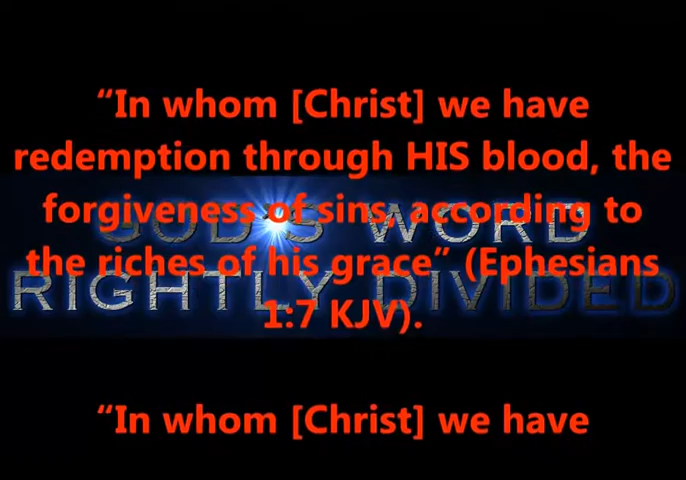 “In whom [Christ] we have
redemption through HIS blood, the
forgiveness of sins, according to
GOD'S WORD
the riches of his grace” (Ephesians
RIGHTLY DIVIDED
1:7 KJV).
“In whom [Christ] we have